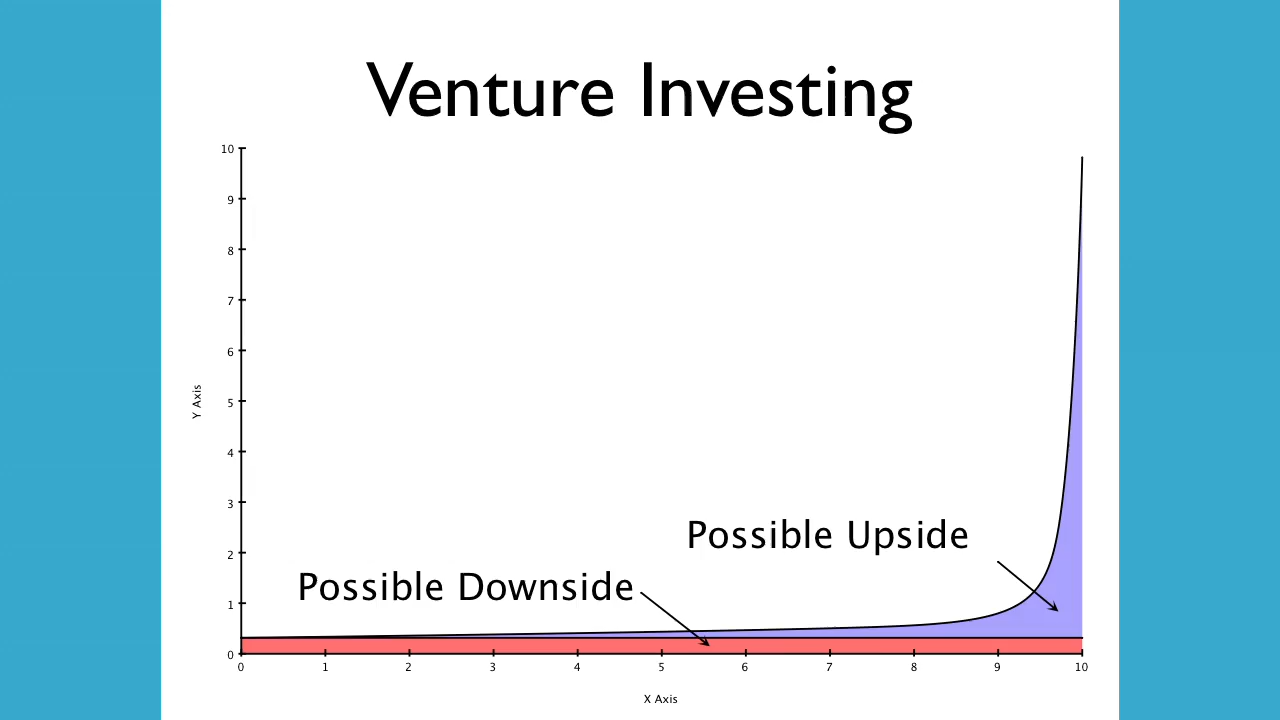 Venture Investing
10
9
8
7
6
5
4
3
2
1
0
Y Axis
Possible Upside
Possible Downside
0 1 2 3 4 5 6 7 8 9 10
X Axis